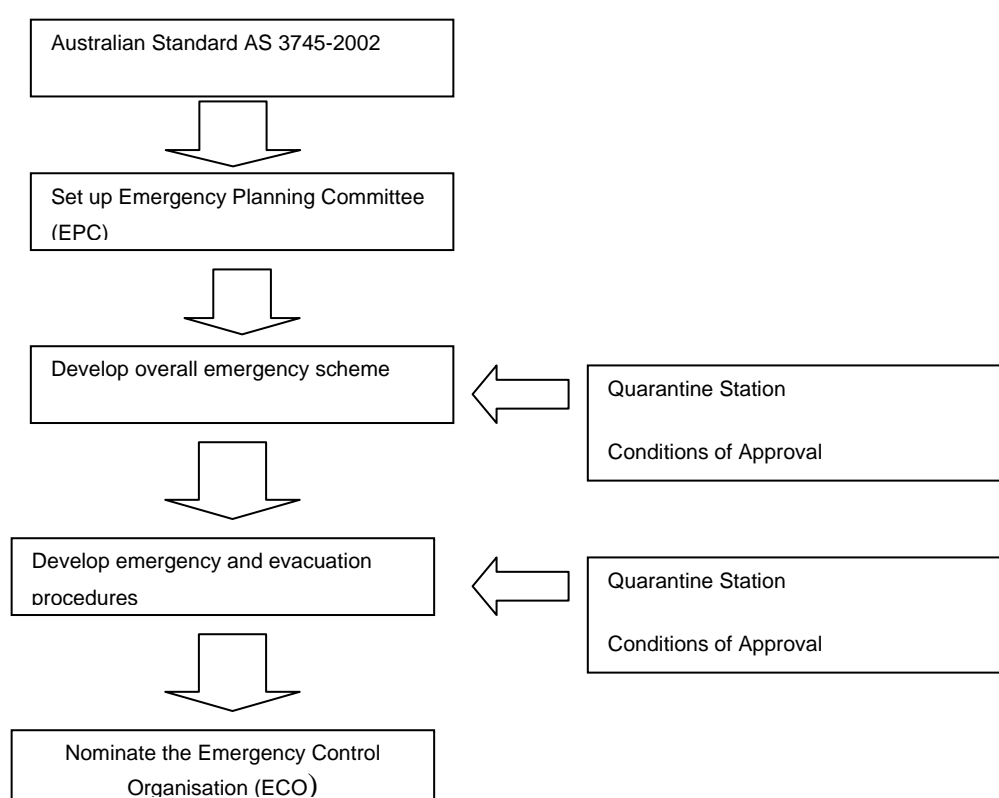 Australian Standard AS 3745-2002
Set up Emergency Planning Committee
(EPC)
Develop overall emergency scheme
Quarantine Station
Conditions of Approval
Develop emergency and evacuation
procedures
Quarantine Station
Conditions of Approval
Nominate the Emergency Control
Organisation (ECO)